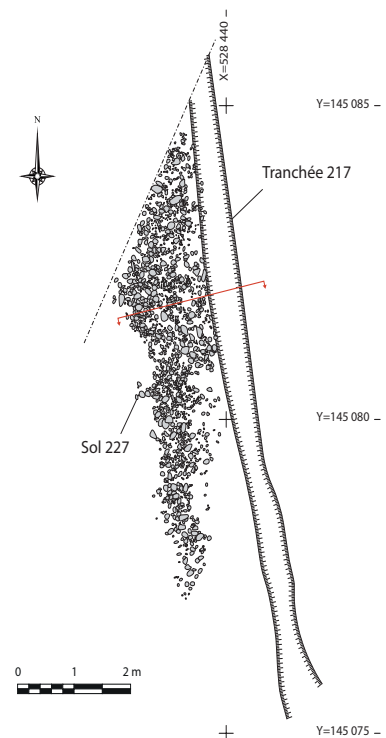 X=528 440
Y=145 085
N
Tranchée 217
Y=145 080
Sol 227
0 1 2 m
Y=145 075